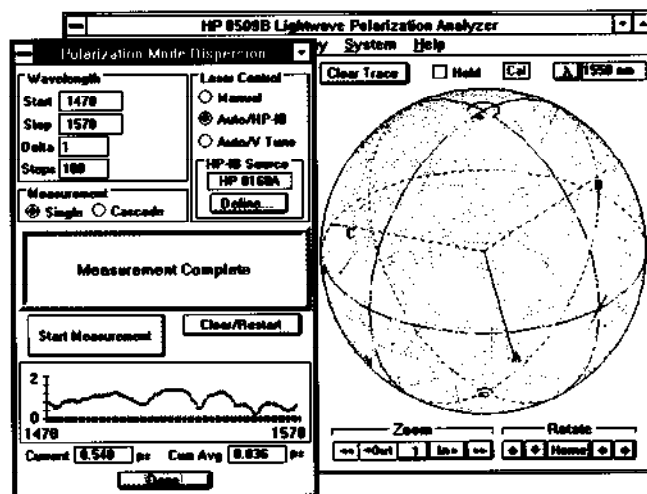 HP 8509B Lightwave Polarization Analyzer
System Help
Clear Trace Hold Cal λ 1550 nm
Polarization Mode Dispersion
Wavelength
Start 1470
Stop 1570
Delta 1
Steps 100
Measurement
Single Cascade
Laser Control
Manual
Auto/HP-IB
Auto/V Tune
HP-IB Source
HP 8168A
Define...
Measurement Complete
Start Measurement
Clear/Restart
2
0
1470 1570
Current 0.540 ps Cum Avg 0.836 ps
Done
Zoom
<< <Out 1 In> >>
Rotate
Home